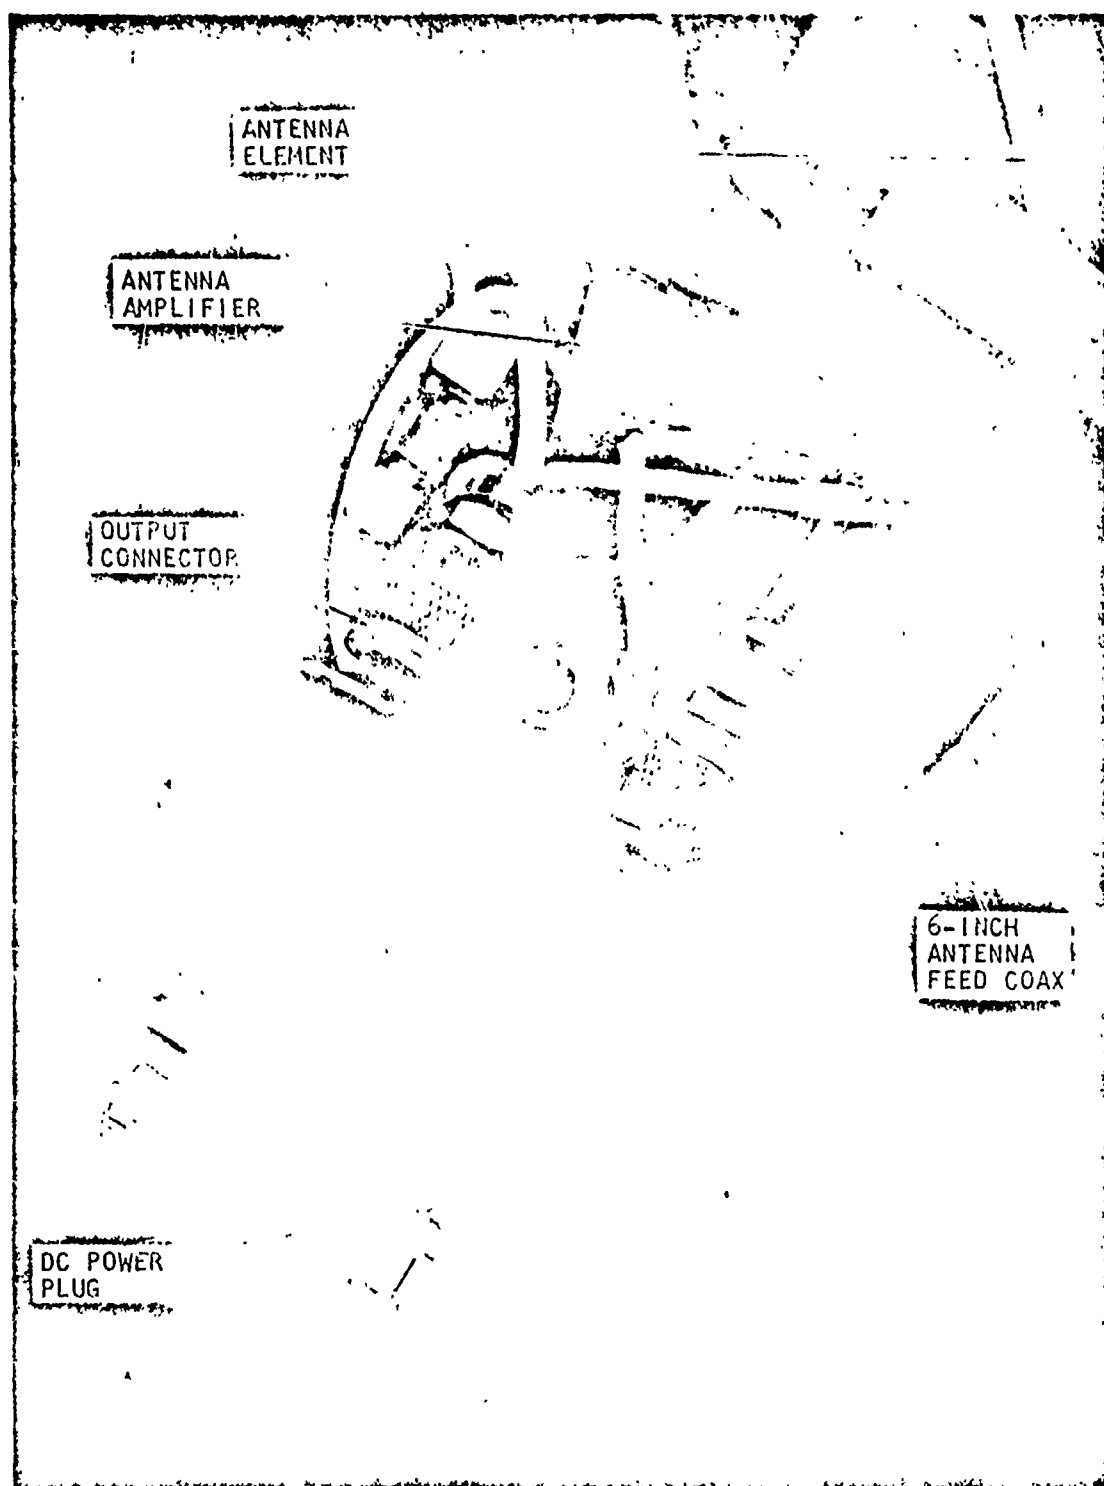 ANTENNA
ELEMENT
ANTENNA
AMPLIFIER
OUTPUT
CONNECTOR
6-INCH
ANTENNA
FEED COAX
DC POWER
PLUG